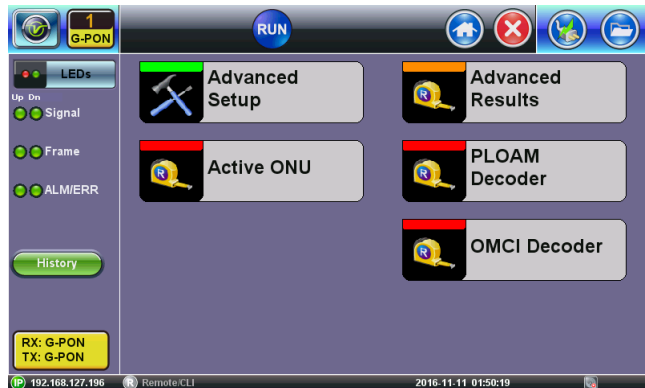 1
G-PON
RUN
LEDs
Up Dn
Signal
Frame
ALM/ERR
History
RX: G-PON
TX: G-PON
Advanced
Setup
Advanced
Results
R
Active ONU
R
PLOAM
Decoder
R
OMCI Decoder
R
IP 192.168.127.196
R Remote/CLI
2016-11-11 01:50:19